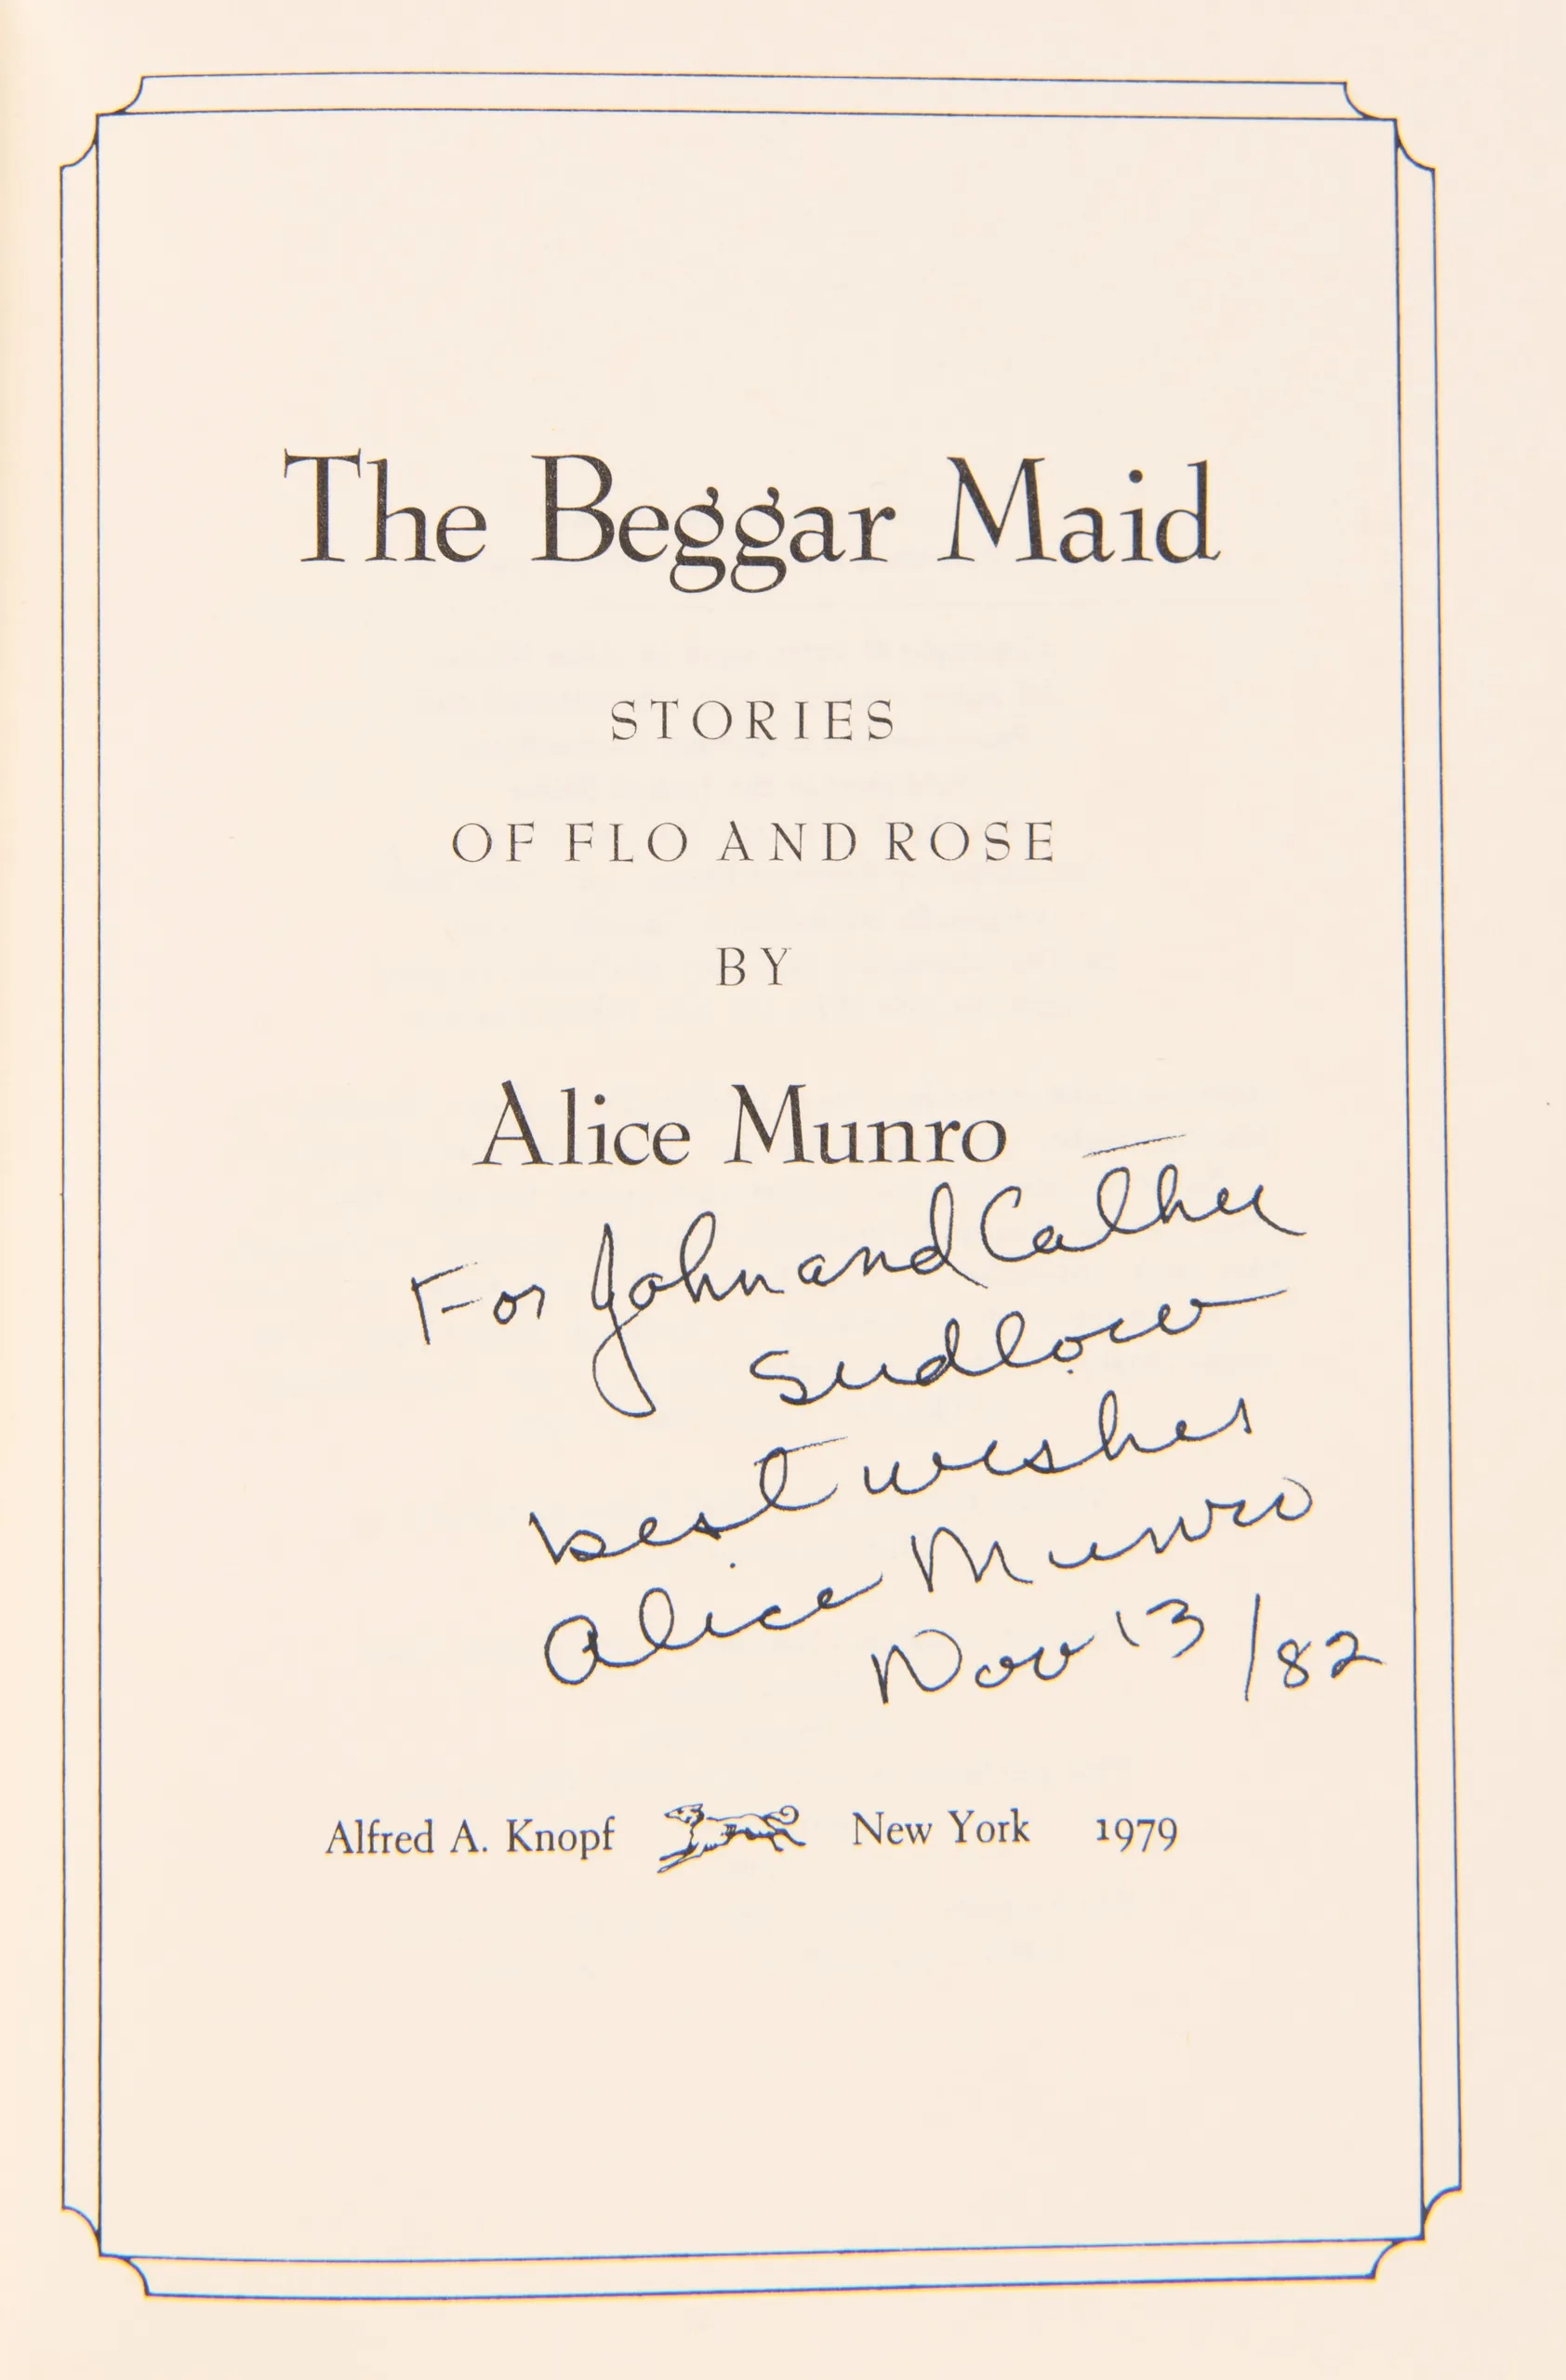 The Beggar Maid
STORIES
OF FLO AND ROSE
BY
Alice Munro
For John and Cather
Sudlow
best wishes
Alice Munro
Nov 13/82
Alfred A. Knopf New York 1979